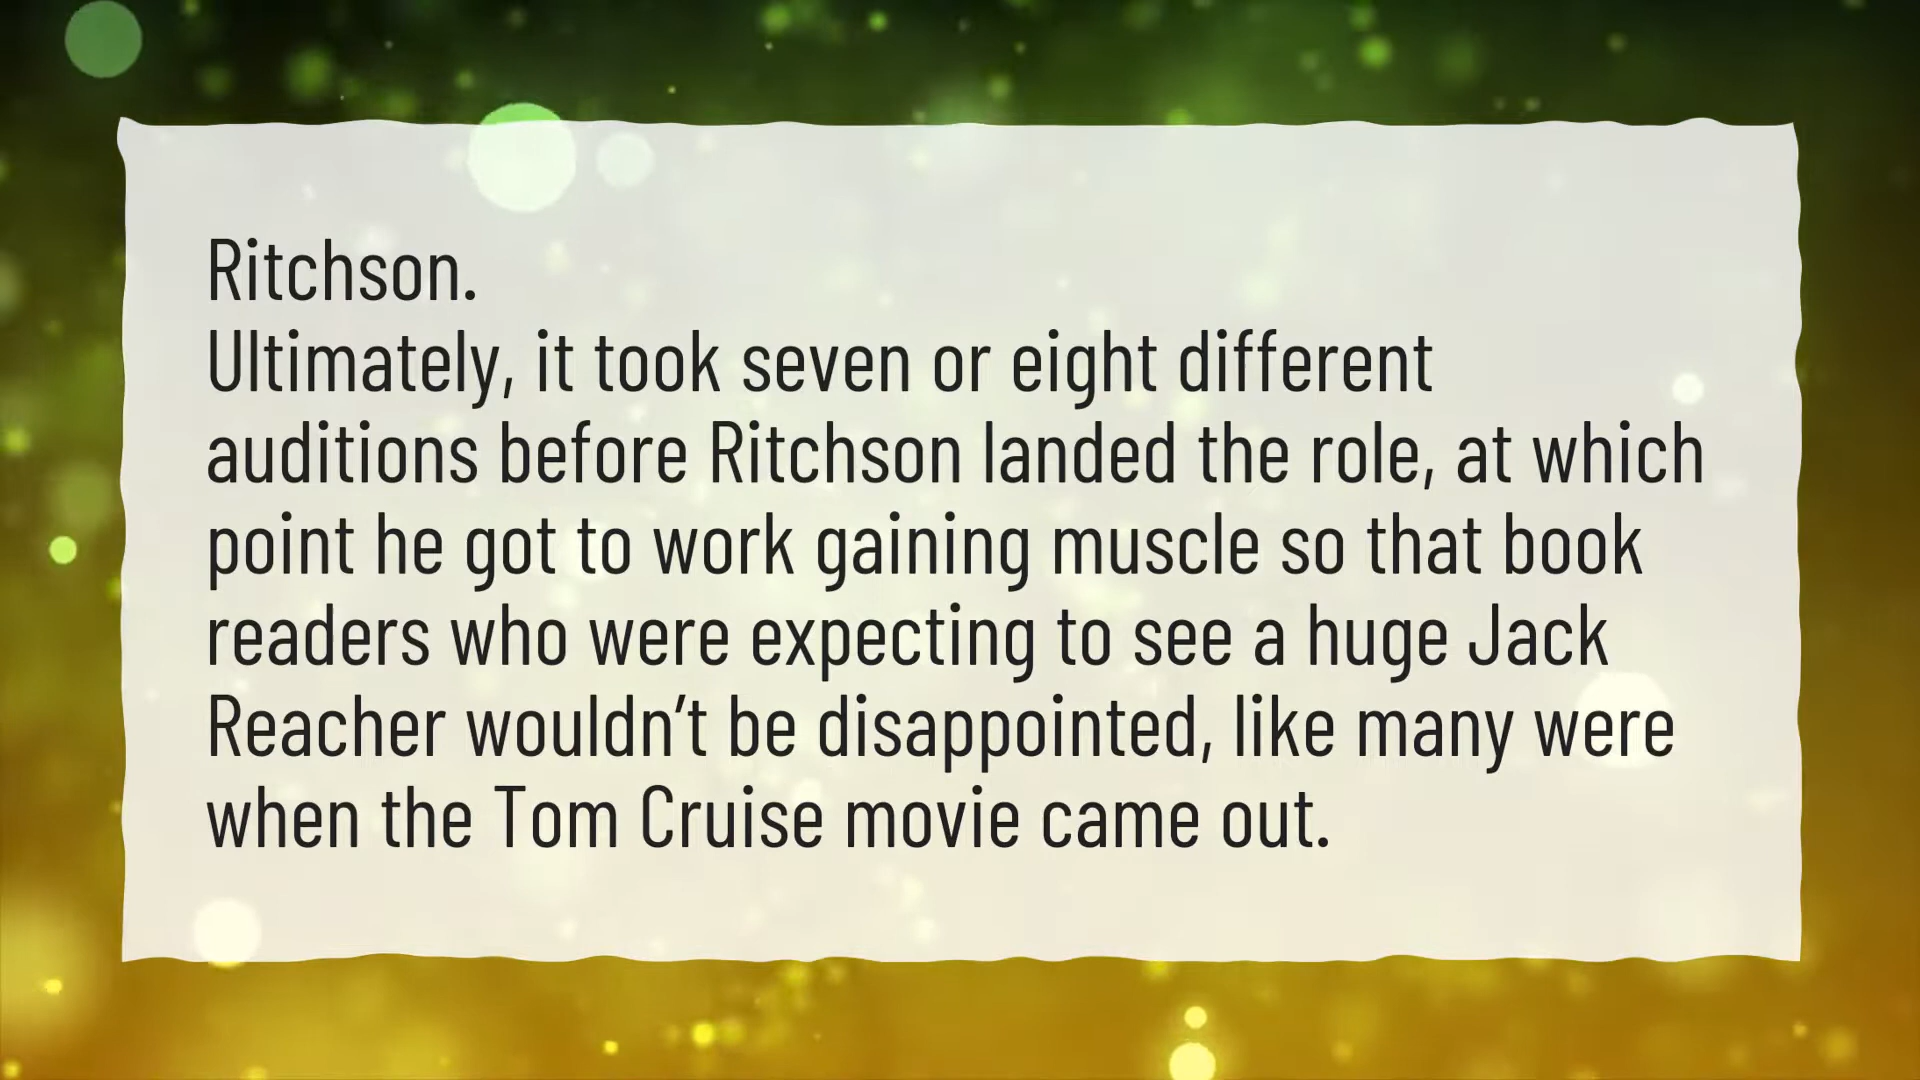 Ritchson.
Ultimately, it took seven or eight different
auditions before Ritchson landed the role, at which
point he got to work gaining muscle so that book
readers who were expecting to see a huge Jack
Reacher wouldn’t be disappointed, like many were
when the Tom Cruise movie came out.